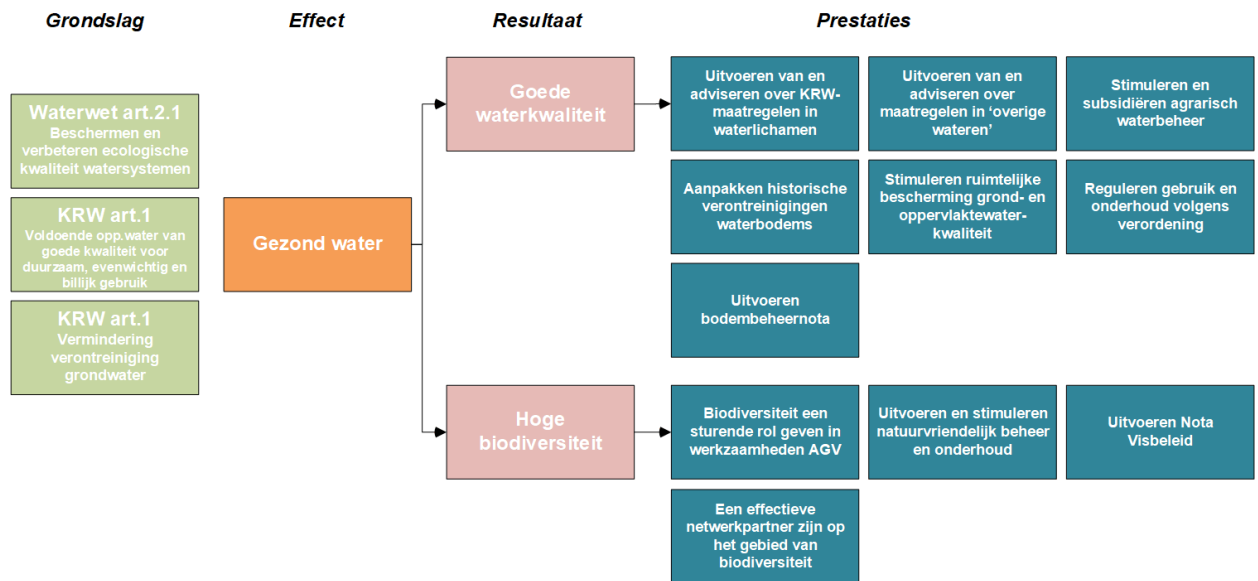 Grondslag
Effect
Resultaat
Prestaties
Waterwet art.2.1
Beschermen en
verbeteren ecologische
kwaliteit watersystemen
KRW art.1
Voldoende opp.water van
goede kwaliteit voor
duurzaam, evenwichtig en
billijk gebruik
KRW art.1
Vermindering
verontreiniging
grondwater
Gezond water
Goede
waterkwaliteit
Uitvoeren van en
adviseren over KRW-
maatregelen in
waterlichamen
Uitvoeren van en
adviseren over
maatregelen in ‘overige
wateren’
Stimuleren en
subsidiëren agrarisch
waterbeheer
Aanpakken historische
verontreinigingen
waterbodems
Stimuleren ruimtelijke
bescherming grond- en
oppervlaktewater-
kwaliteit
Reguleren gebruik en
onderhoud volgens
verordening
Uitvoeren
bodembeheernota
Hoge
biodiversiteit
Biodiversiteit een
sturende rol geven in
werkzaamheden AGV
Uitvoeren en stimuleren
natuurvriendelijk beheer
en onderhoud
Uitvoeren Nota
Visbeleid
Een effectieve
netwerkpartner zijn op
het gebied van
biodiversiteit